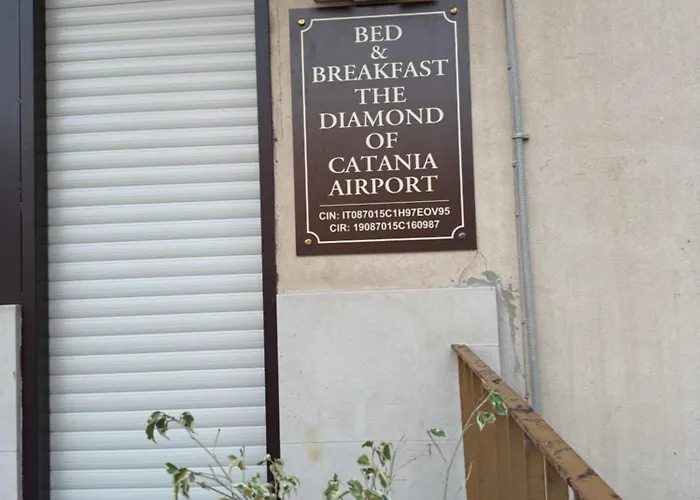 BED
&
BREAKFAST
THE
DIAMOND
OF
CATANIA
AIRPORT
CIN: IT087015C1H97EOV95
CIR: 19087015C160987